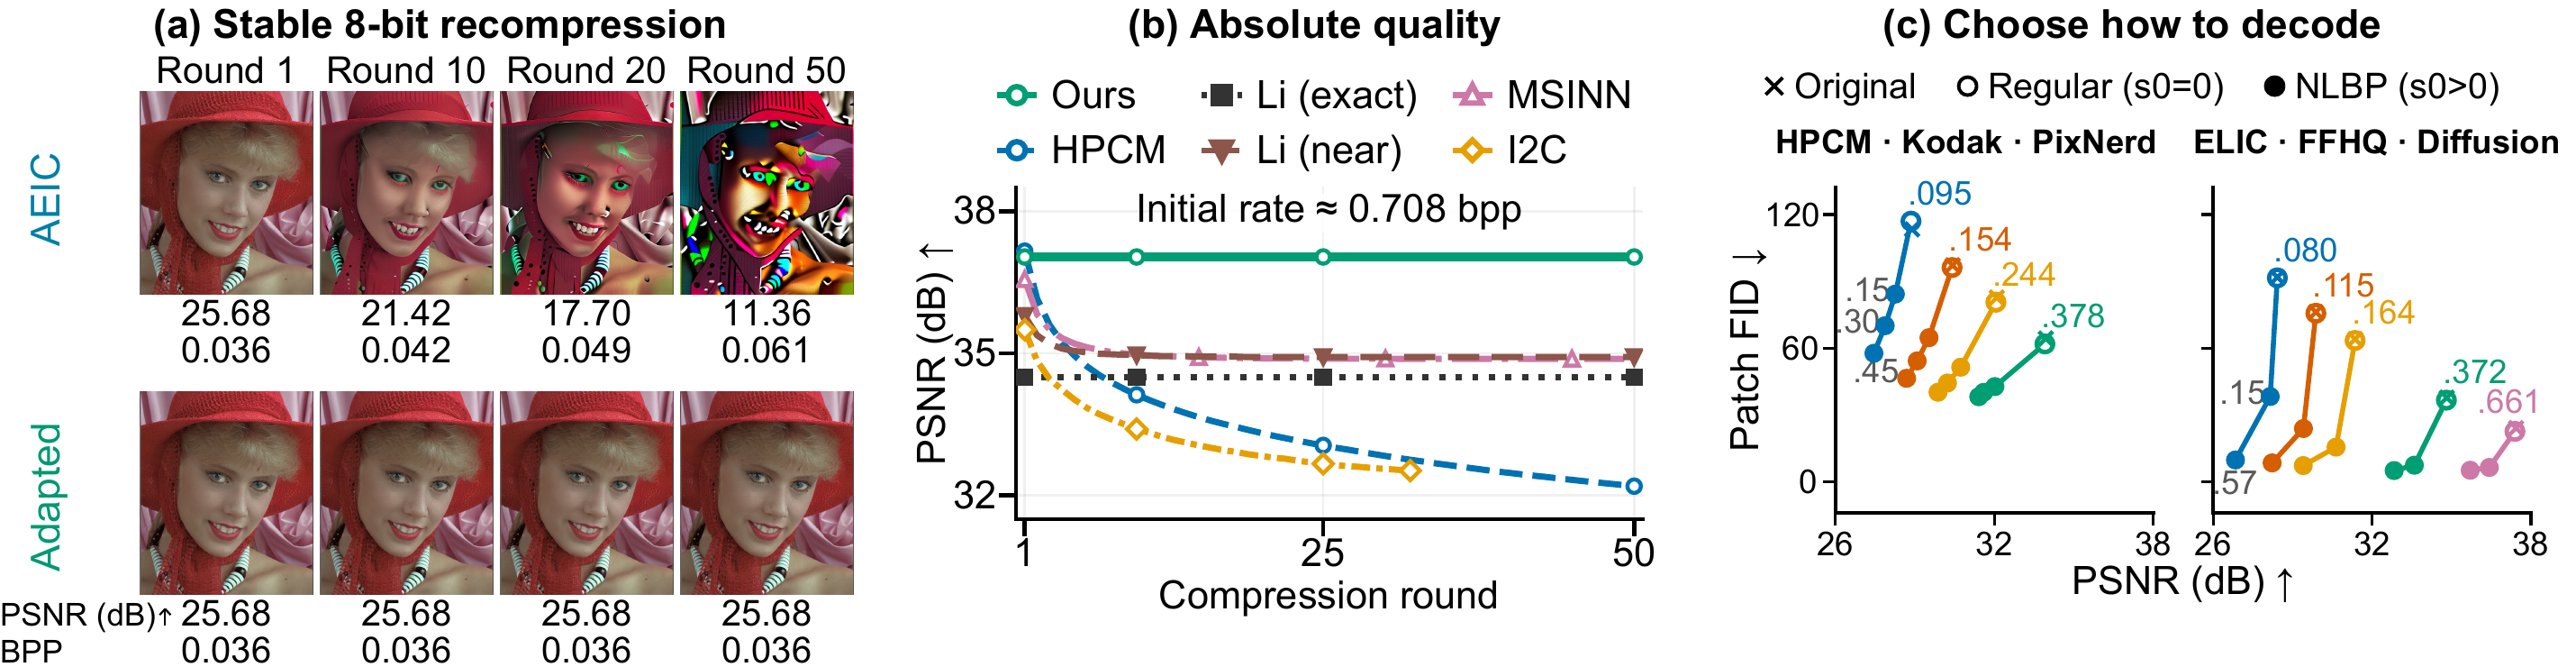 (a) Stable 8-bit recompression
Round 1 Round 10 Round 20 Round 50
AEIC
25.68 21.42 17.70 11.36
0.036 0.042 0.049 0.061
Adapted
PSNR (dB)↑ 25.68 25.68 25.68 25.68
BPP 0.036 0.036 0.036 0.036
(b) Absolute quality
Ours Li (exact) MSINN
HPCM Li (near) I2C
Initial rate ≈ 0.708 bpp
PSNR (dB) ↑
38
35
32
1 25 50
Compression round
(c) Choose how to decode
× Original Regular (s0=0) NLBP (s0>0)
HPCM · Kodak · PixNerd
Patch FID ↓
120
60
0
.095
.154
.244
.378
.15
.30
.45
26 32 38
ELIC · FFHQ · Diffusion
.080
.115
.164
.372
.661
.15
.57
26 32 38
PSNR (dB) ↑